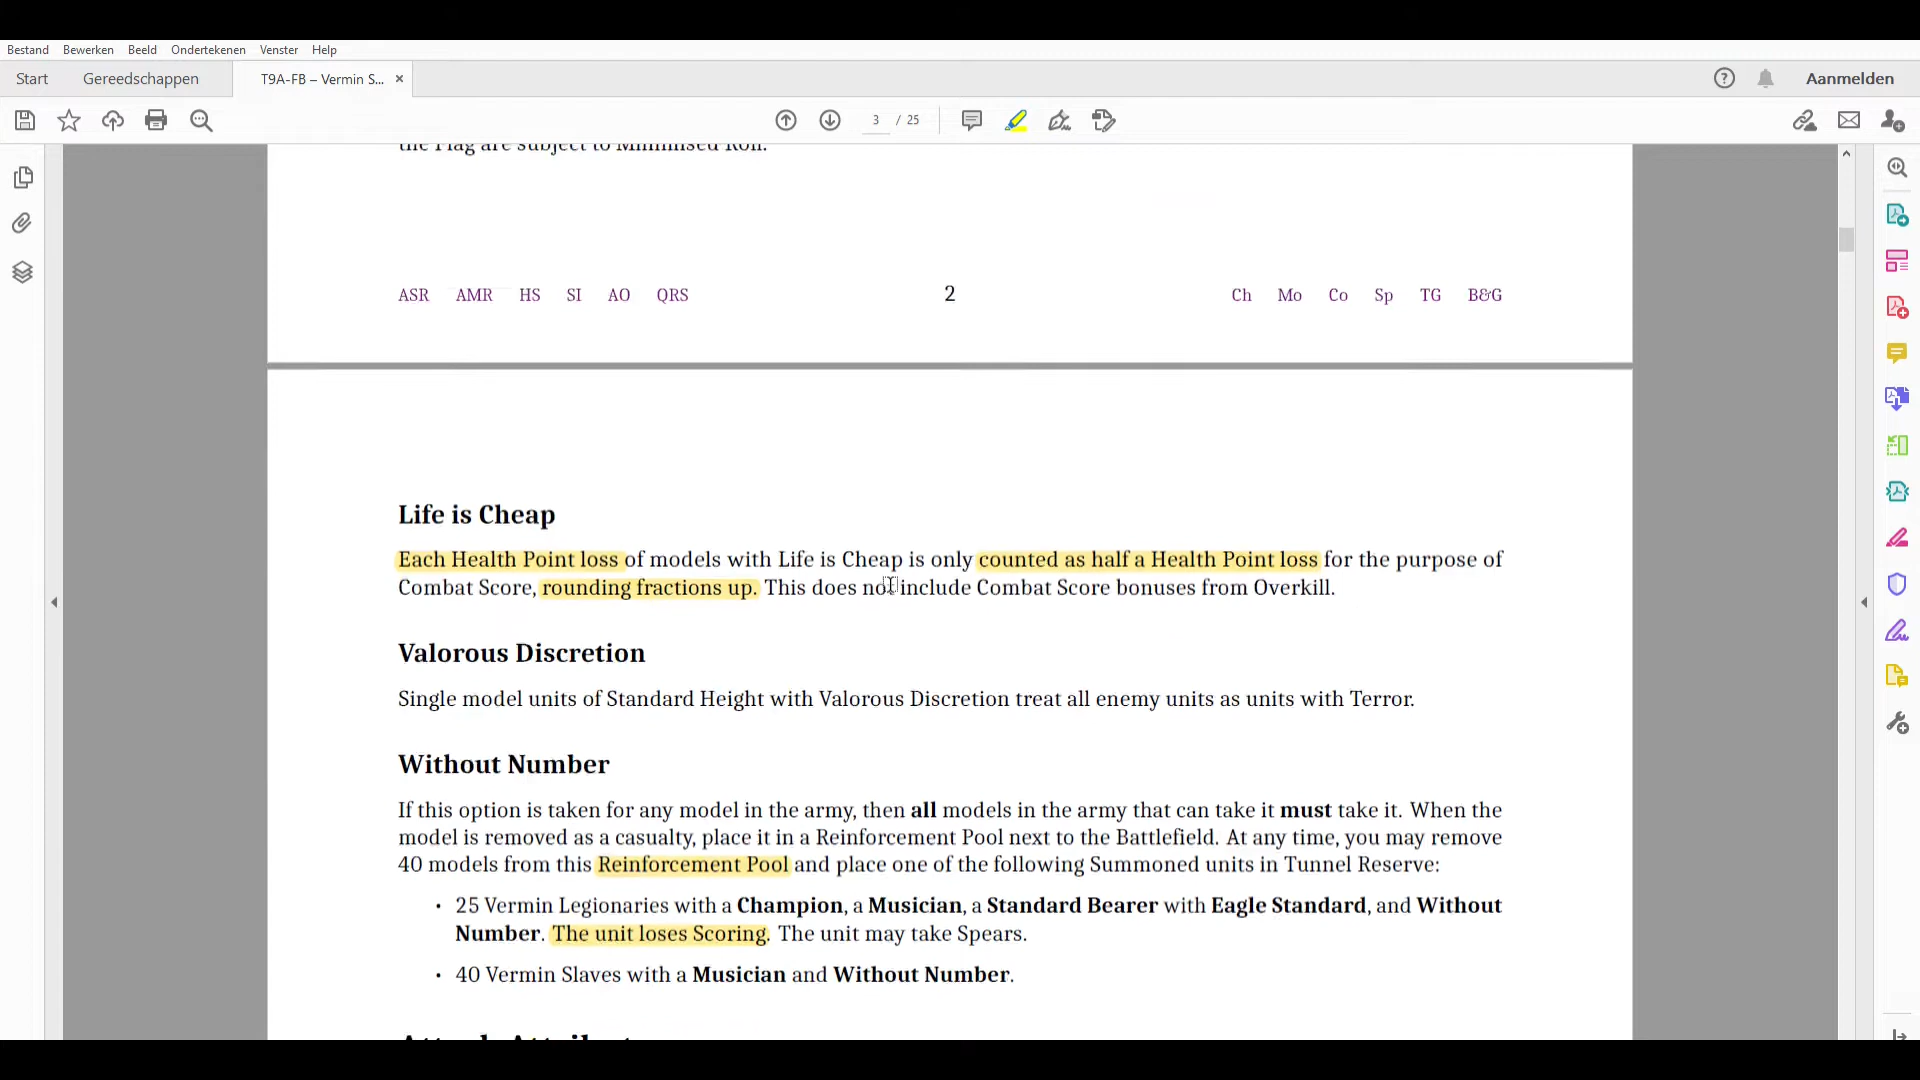 Bestand Bewerken Beeld Ondertekenen Venster Help
Start Gereedschappen T9A-FB – Vermin S... × Aanmelden
3 / 25
the Flag are subject to Minimised Roll.
ASR AMR HS SI AO QRS 2 Ch Mo Co Sp TG B&G
Life is Cheap
Each Health Point loss of models with Life is Cheap is only counted as half a Health Point loss for the purpose of
Combat Score, rounding fractions up. This does not include Combat Score bonuses from Overkill.
Valorous Discretion
Single model units of Standard Height with Valorous Discretion treat all enemy units as units with Terror.
Without Number
If this option is taken for any model in the army, then all models in the army that can take it must take it. When the
model is removed as a casualty, place it in a Reinforcement Pool next to the Battlefield. At any time, you may remove
40 models from this Reinforcement Pool and place one of the following Summoned units in Tunnel Reserve:
• 25 Vermin Legionaries with a Champion, a Musician, a Standard Bearer with Eagle Standard, and Without
Number. The unit loses Scoring. The unit may take Spears.
• 40 Vermin Slaves with a Musician and Without Number.